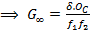 ⟹ G∞ = δ.O_C / f₁f₂